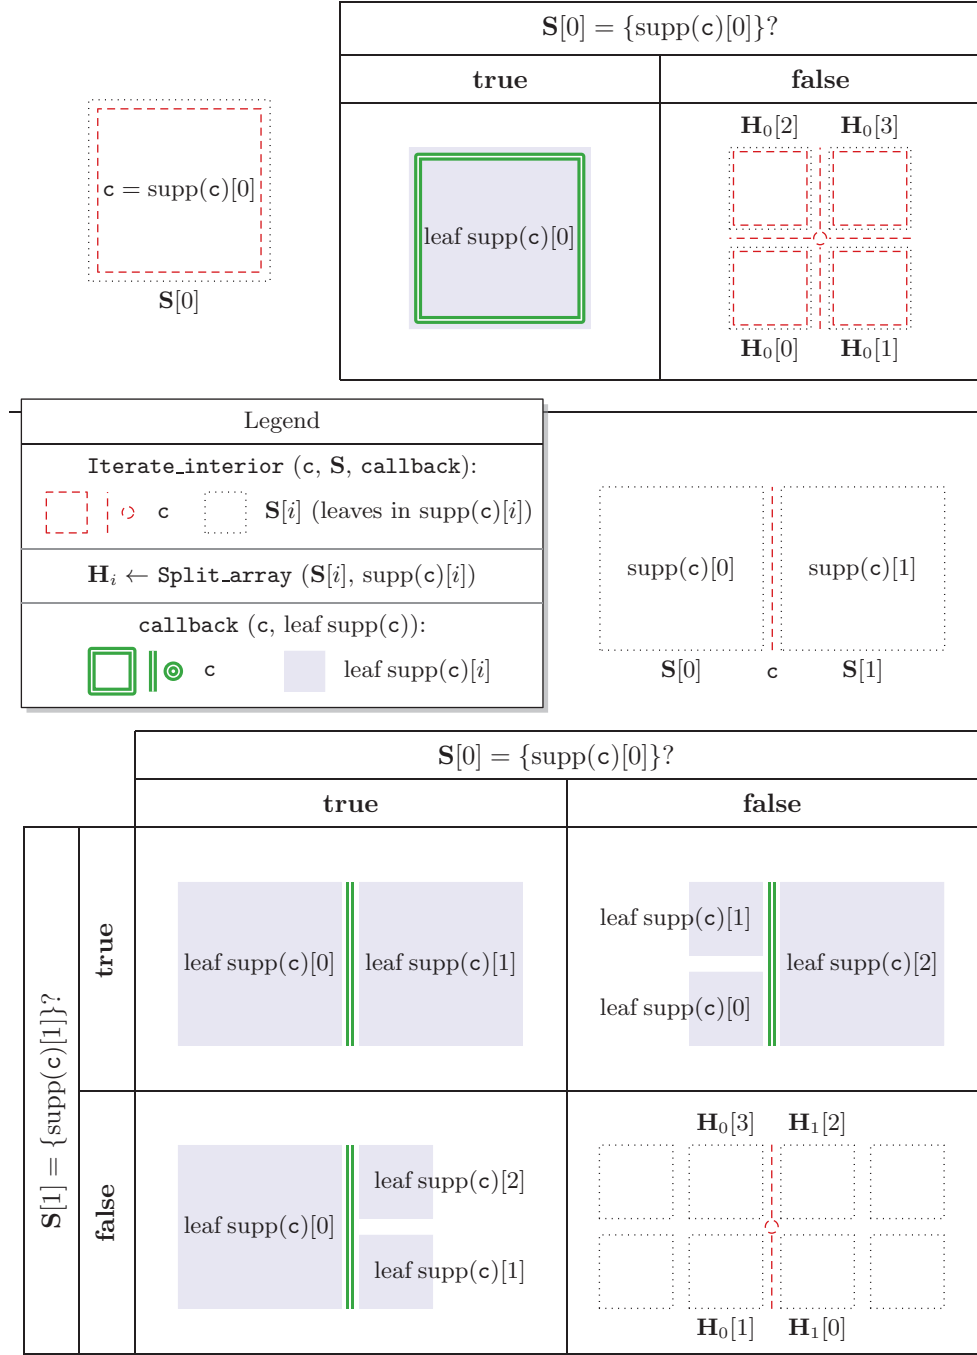 S[0] = {supp(c)[0]}?
true false
c = supp(c)[0]
S[0]
leaf supp(c)[0]
H₀[2] H₀[3]
H₀[0] H₀[1]
Legend
Iterate_interior (c, S, callback):
c S[i] (leaves in supp(c)[i])
Hᵢ ← Split_array (S[i], supp(c)[i])
callback (c, leaf supp(c)):
c leaf supp(c)[i]
supp(c)[0] supp(c)[1]
S[0] c S[1]
S[0] = {supp(c)[0]}?
true false
S[1] = {supp(c)[1]}?
true
leaf supp(c)[0] leaf supp(c)[1]
leaf supp(c)[1]
leaf supp(c)[2]
leaf supp(c)[0]
false
leaf supp(c)[0]
leaf supp(c)[2]
leaf supp(c)[1]
H₀[3] H₁[2]
H₀[1] H₁[0]